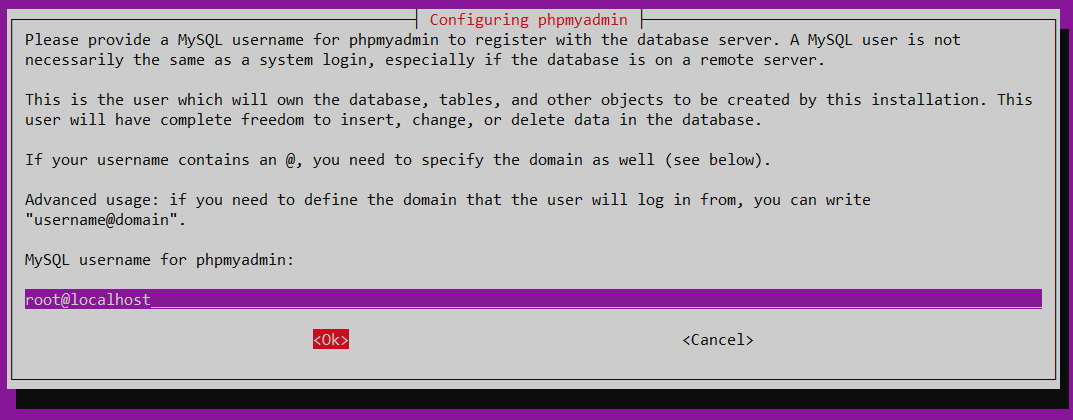 Configuring phpmyadmin
Please provide a MySQL username for phpmyadmin to register with the database server. A MySQL user is not
necessarily the same as a system login, especially if the database is on a remote server.
This is the user which will own the database, tables, and other objects to be created by this installation. This
user will have complete freedom to insert, change, or delete data in the database.
If your username contains an @, you need to specify the domain as well (see below).
Advanced usage: if you need to define the domain that the user will log in from, you can write
"username@domain".
MySQL username for phpmyadmin:
root@localhost
<Ok> <Cancel>